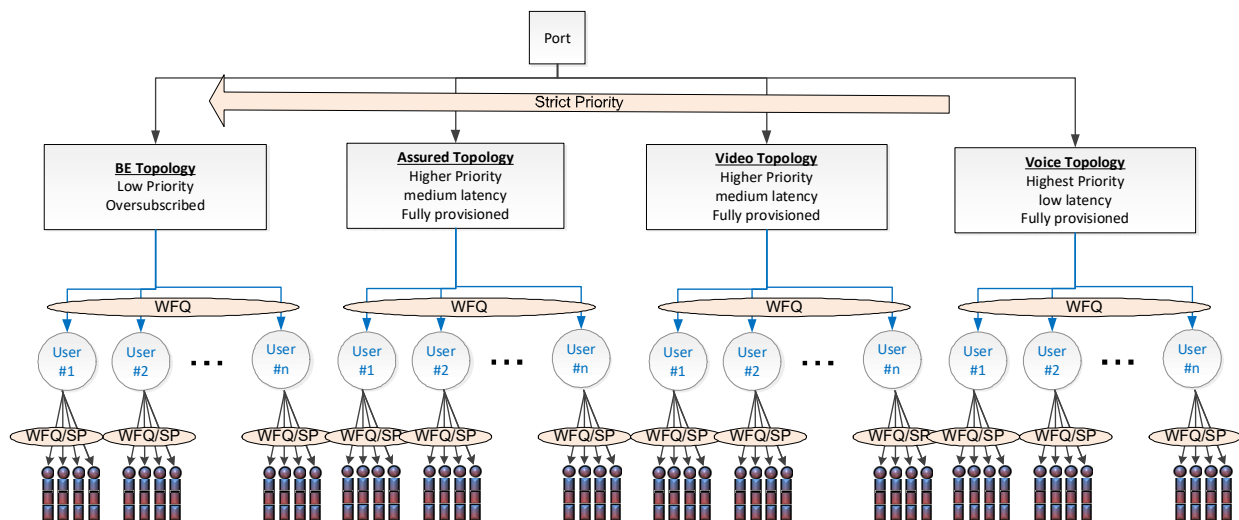 Port
Strict Priority
BE Topology
Low Priority
Oversubscribed
Assured Topology
Higher Priority
medium latency
Fully provisioned
Video Topology
Higher Priority
medium latency
Fully provisioned
Voice Topology
Highest Priority
low latency
Fully provisioned
WFQ
WFQ
WFQ
WFQ
User
#1
User
#2
...
User
#n
User
#1
User
#2
...
User
#n
User
#1
User
#2
...
User
#n
User
#1
User
#2
...
User
#n
WFQ/SP
WFQ/SP
WFQ/SP
WFQ/SP
WFQ/SP
WFQ/SP
WFQ/SP
WFQ/SP
WFQ/SP
WFQ/SP
WFQ/SP
WFQ/SP